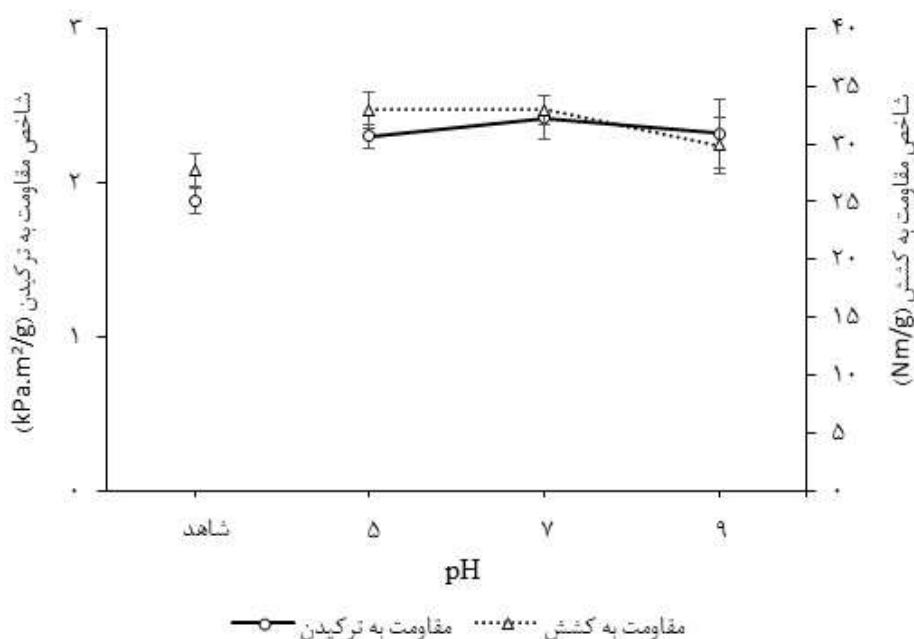 شاخص مقاومت به ترکیدن (kPa.m²/g)
۳
۲
۱
۰
شاخص مقاومت به کشش (Nm/g)
۴۰
۳۵
۳۰
۲۵
۲۰
۱۵
۱۰
۵
۰
شاهد ۵ ۷ ۹
pH
مقاومت به ترکیدن مقاومت به کشش